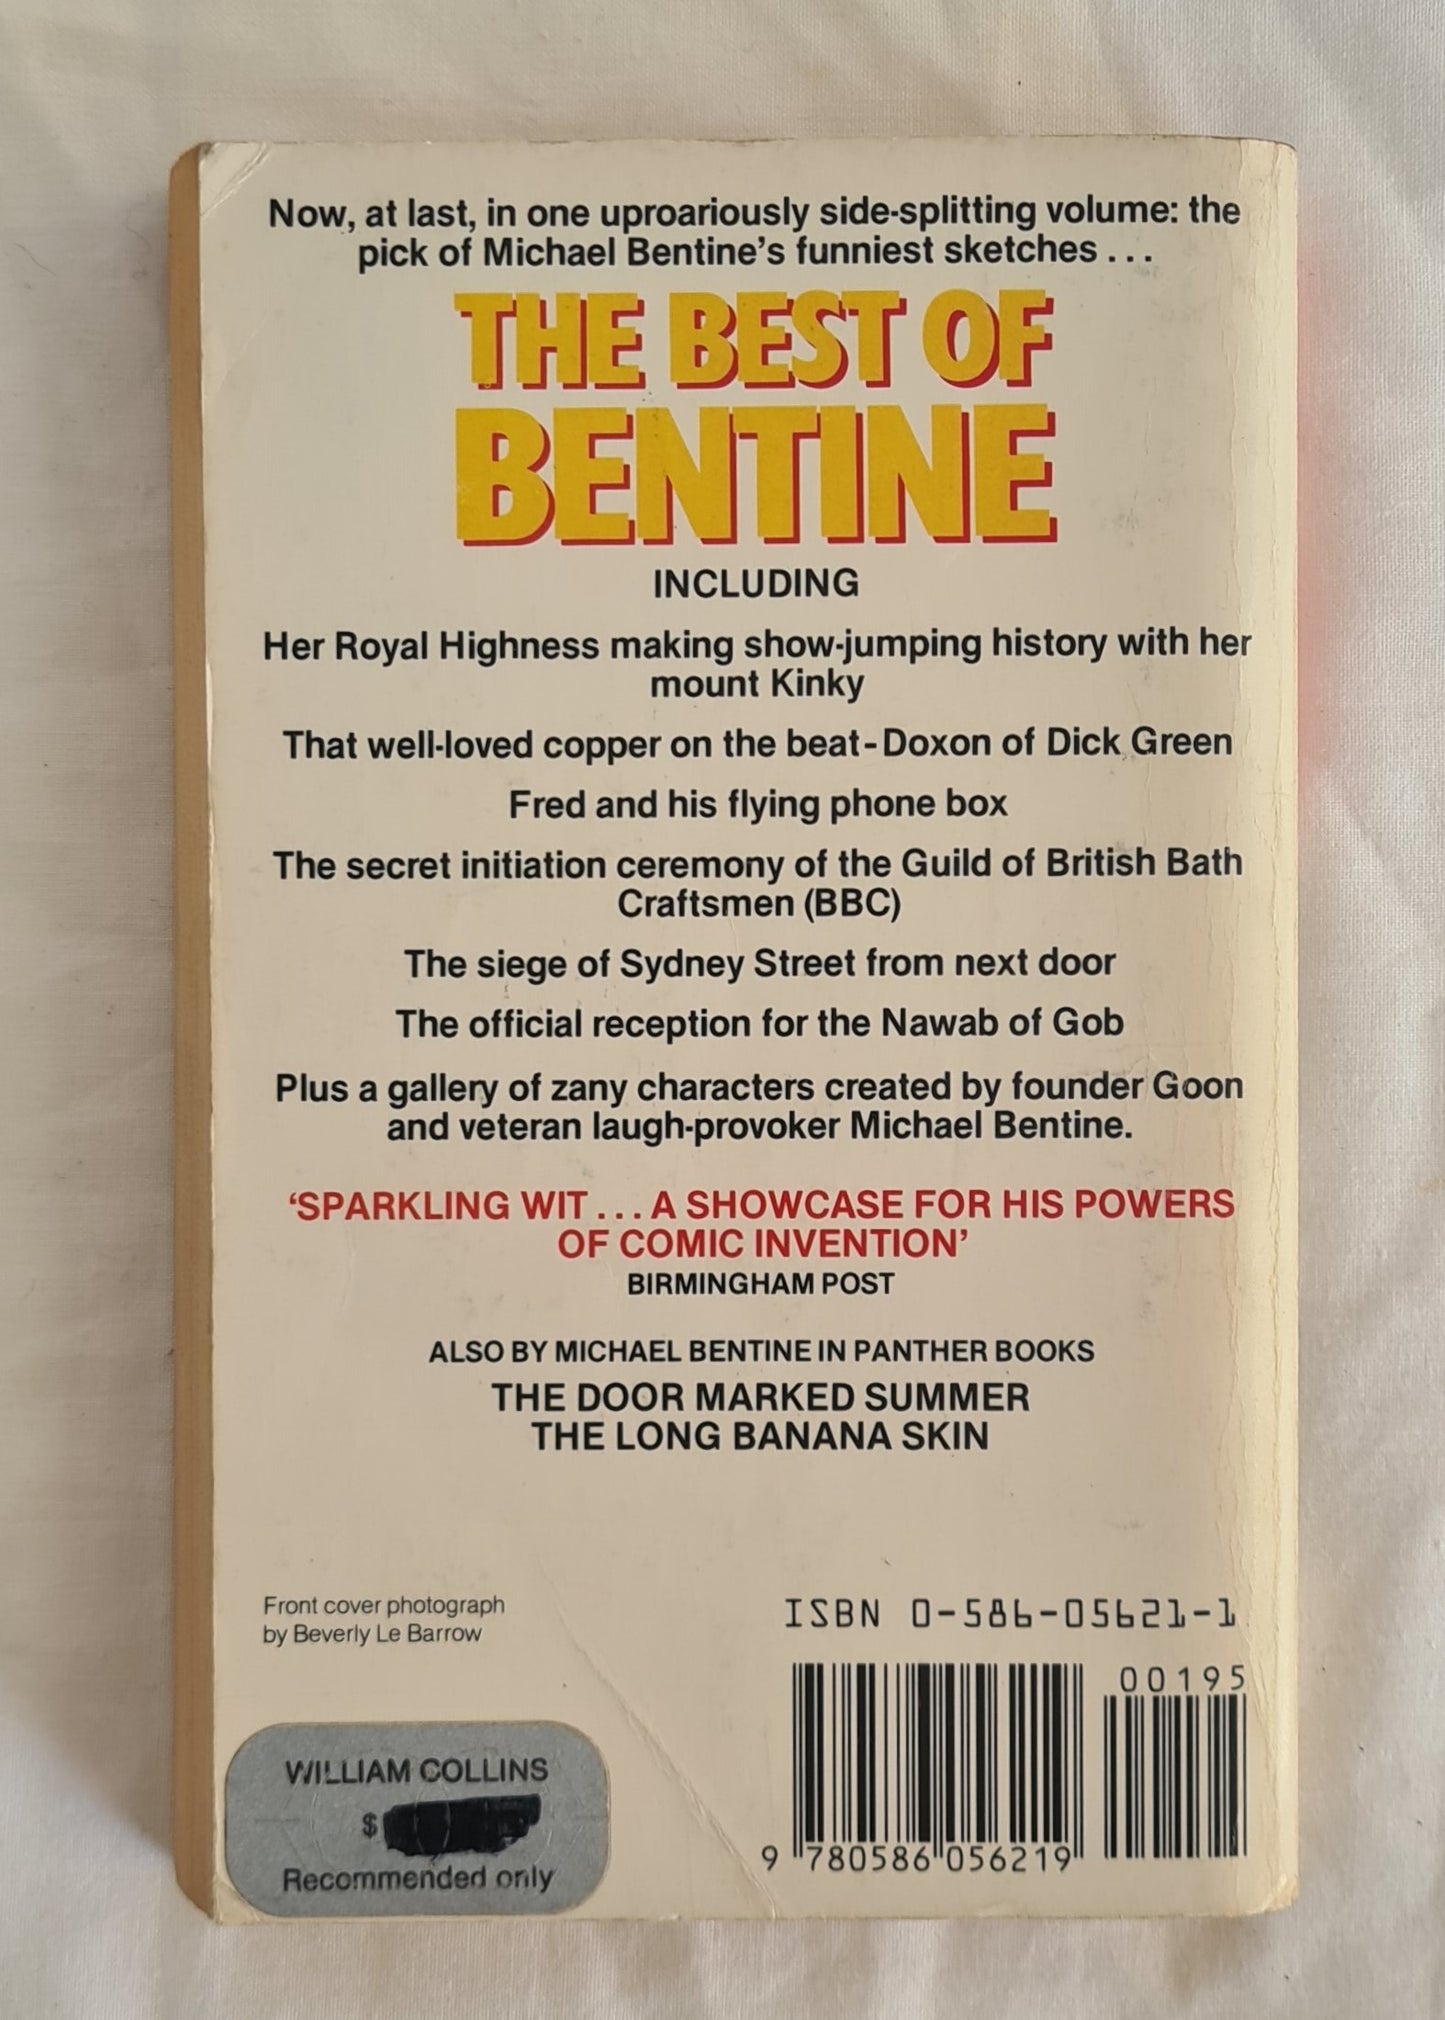 Now, at last, in one uproariously side-splitting volume: the
pick of Michael Bentine's funniest sketches...
THE BEST OF
BENTINE
INCLUDING
Her Royal Highness making show-jumping history with her
mount Kinky
That well-loved copper on the beat-Doxon of Dick Green
Fred and his flying phone box
The secret initiation ceremony of the Guild of British Bath
Craftsmen (BBC)
The siege of Sydney Street from next door
The official reception for the Nawab of Gob
Plus a gallery of zany characters created by founder Goon
and veteran laugh-provoker Michael Bentine.
'SPARKLING WIT... A SHOWCASE FOR HIS POWERS
OF COMIC INVENTION'
BIRMINGHAM POST
ALSO BY MICHAEL BENTINE IN PANTHER BOOKS
THE DOOR MARKED SUMMER
THE LONG BANANA SKIN
Front cover photograph
by Beverly Le Barrow
ISBN 0-586-05621-1
00195
9 780586 056219
WILLIAM COLLINS
$
Recommended only